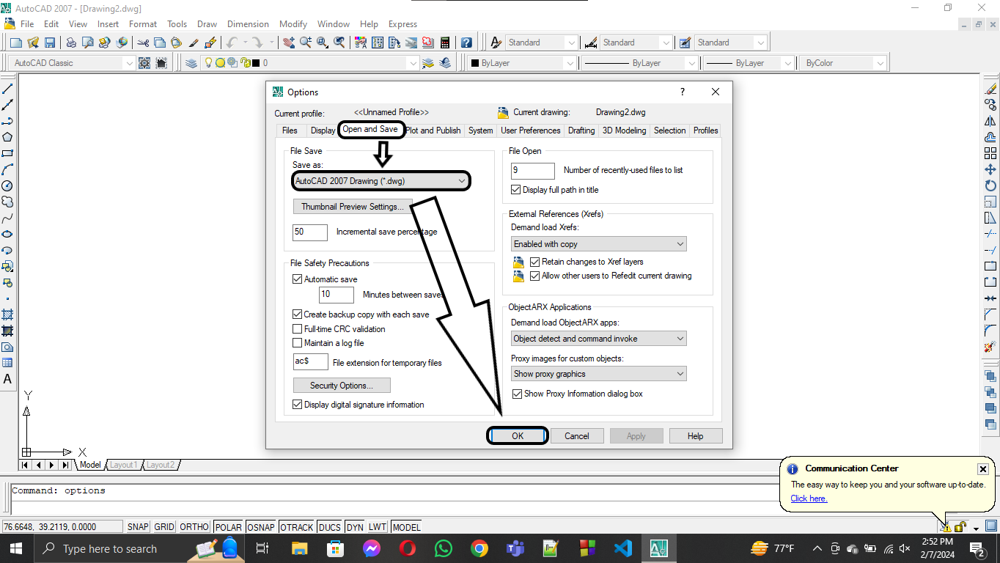 AutoCAD 2007 - [Drawing2.dwg]
File Edit View Insert Format Tools Draw Dimension Modify Window Help Express
Standard Standard Standard
AutoCAD Classic 0 ByLayer ByLayer ByLayer ByColor
Options ?
Current profile: <<Unnamed Profile>> Current drawing: Drawing2.dwg
Files Display Open and Save Plot and Publish System User Preferences Drafting 3D Modeling Selection Profiles
File Save
Save as:
AutoCAD 2007 Drawing (*.dwg)
Thumbnail Preview Settings...
50 Incremental save percentage
File Safety Precautions
Automatic save
10 Minutes between saves
Create backup copy with each save
Full-time CRC validation
Maintain a log file
ac$ File extension for temporary files
Security Options...
Display digital signature information
File Open
9 Number of recently-used files to list
Display full path in title
External References (Xrefs)
Demand load Xrefs:
Enabled with copy
Retain changes to Xref layers
Allow other users to Refedit current drawing
ObjectARX Applications
Demand load ObjectARX apps:
Object detect and command invoke
Proxy images for custom objects:
Show proxy graphics
Show Proxy Information dialog box
OK Cancel Apply Help
A
Y
X
Model Layout1 Layout2
Communication Center
The easy way to keep you and your software up-to-date.
Click here.
Command: options
76.6648, 39.2119, 0.0000 SNAP GRID ORTHO POLAR OSNAP OTRACK DUCS DYN LWT MODEL
Type here to search
77°F
2:52 PM
2/7/2024
2